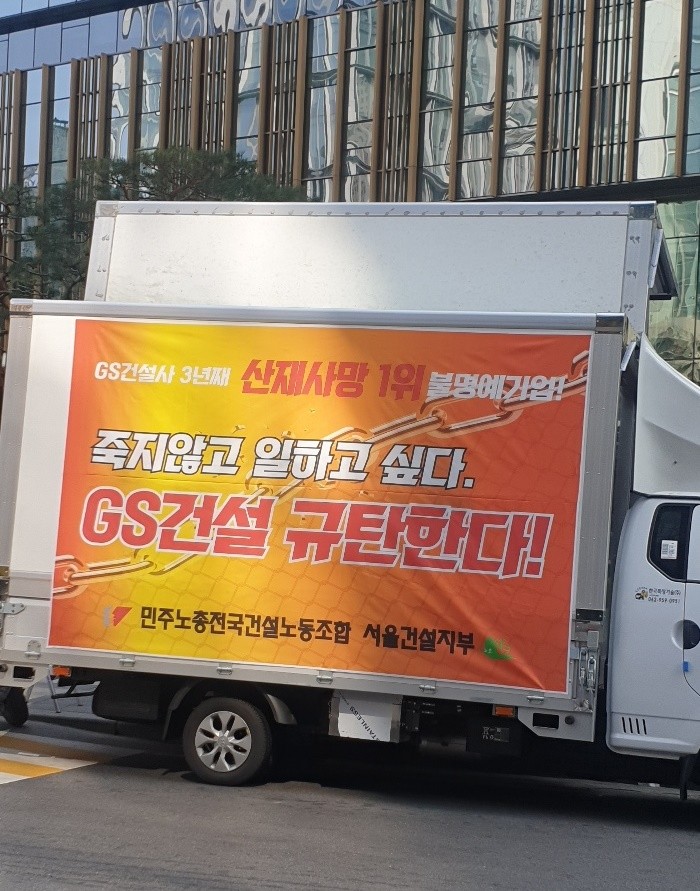 GS건설사 3년째 산재사망 1위 불명예기업!
죽지않고 일하고 싶다.
GS건설 규탄한다!
민주노총전국건설노동조합 서울건설지부
STAINLESS